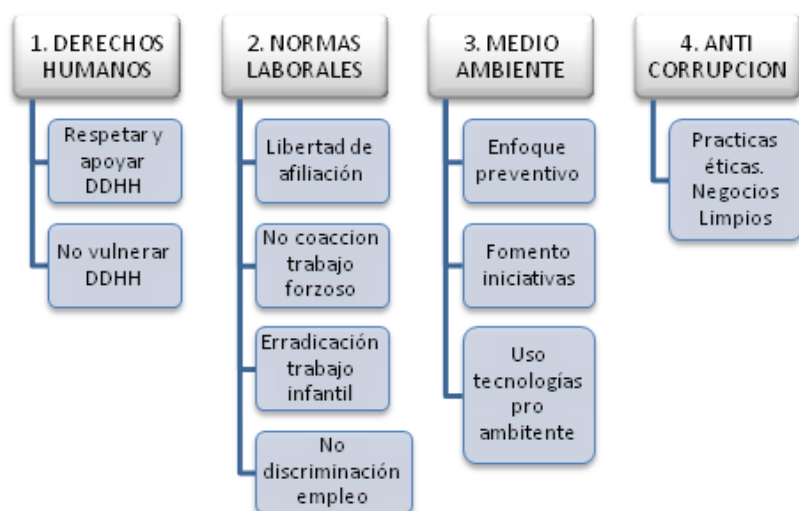 1. DERECHOS
HUMANOS
Respetar y
apoyar
DDHH
No vulnerar
DDHH
2. NORMAS
LABORALES
Libertad de
afiliación
No coaccion
trabajo
forzoso
Erradicación
trabajo
infantil
No
discriminación
empleo
3. MEDIO
AMBIENTE
Enfoque
preventivo
Fomento
iniciativas
Uso
tecnologías
pro
ambitente
4. ANTI
CORRUPCION
Practicas
éticas.
Negocios
Limpios